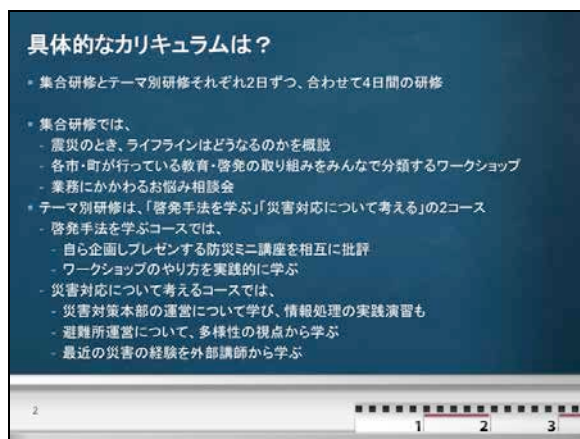 具体的なカリキュラムは？
・集合研修とテーマ別研修それぞれ2日ずつ、合わせて4日間の研修
・集合研修では、
- 震災のとき、ライフラインはどうなるのかを概説
- 各市・町が行っている教育・啓発の取り組みをみんなで分類するワークショップ
- 業務にかかわるお悩み相談会
・テーマ別研修は、「啓発手法を学ぶ」「災害対応について考える」の2コース
- 啓発手法を学ぶコースでは、
- 自ら企画しプレゼンする防災ミニ講座を相互に批評
- ワークショップのやり方を実践的に学ぶ
- 災害対応について考えるコースでは、
- 災害対策本部の運営について学び、情報処理の実践演習も
- 避難所運営について、多様性の視点から学ぶ
- 最近の災害の経験を外部講師から学ぶ
2
1 2 3